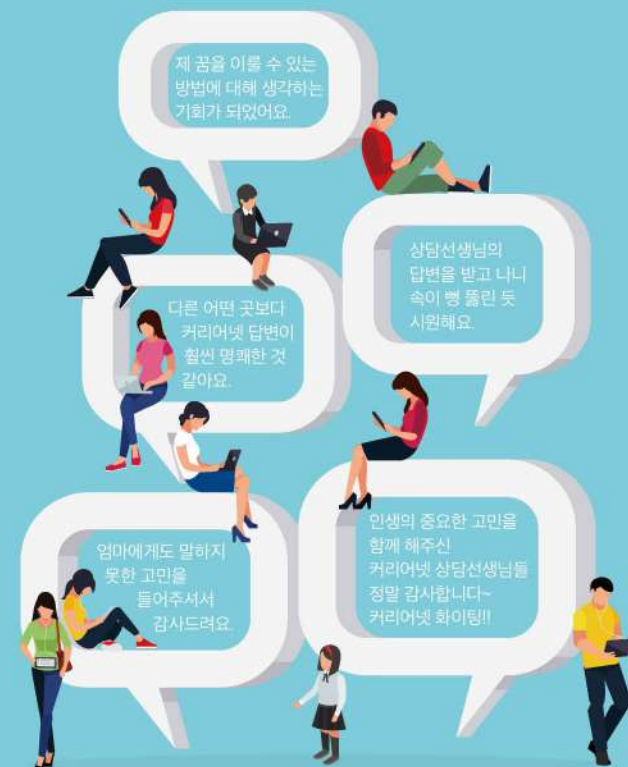 제 꿈을 이룰 수 있는
방법에 대해 생각하는
기회가 되었어요.
상담선생님의
답변을 받고 나니
속이 뻥 뚫린 듯
시원해요.
다른 어떤 곳보다
커리어넷 답변이
훨씬 명쾌한 것
같아요.
엄마에게도 말하지
못한 고민을
들어주셔서
감사드려요.
인생의 중요한 고민을
함께 해주신
커리어넷 상담선생님들
정말 감사합니다~
커리어넷 화이팅!!